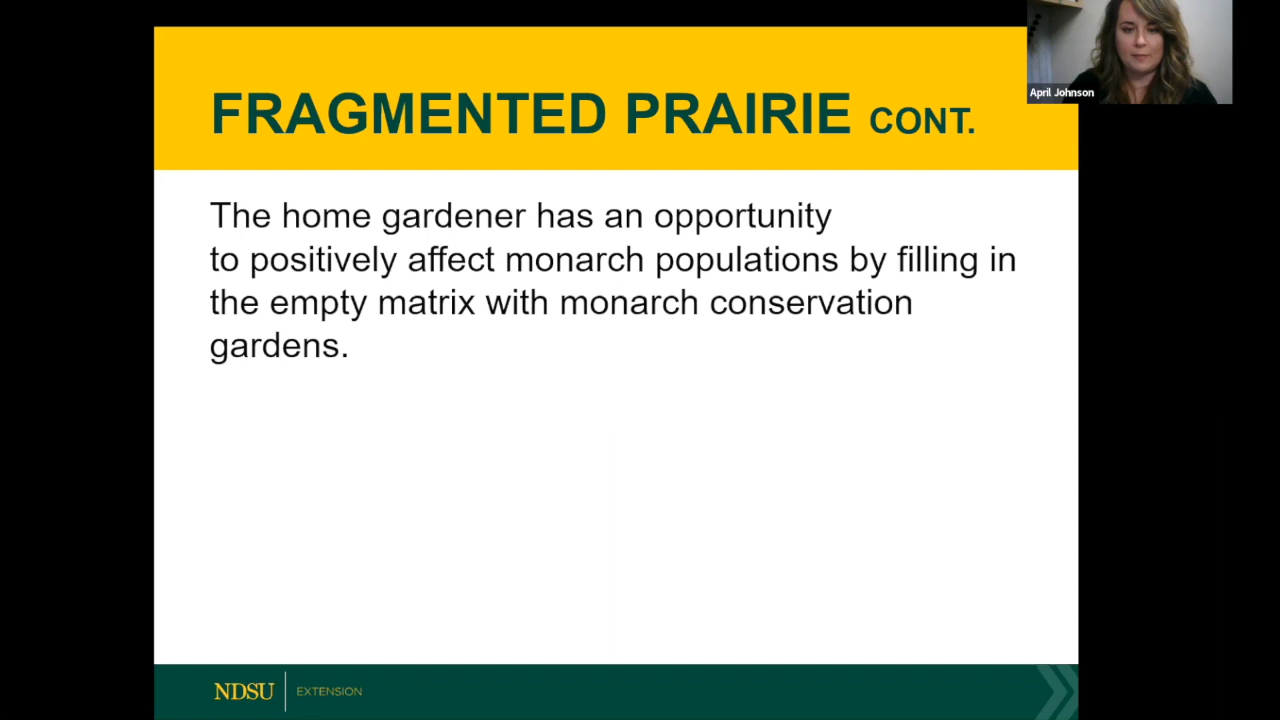 FRAGMENTED PRAIRIE CONT.
April Johnson
The home gardener has an opportunity
to positively affect monarch populations by filling in
the empty matrix with monarch conservation
gardens.
NDSU EXTENSION